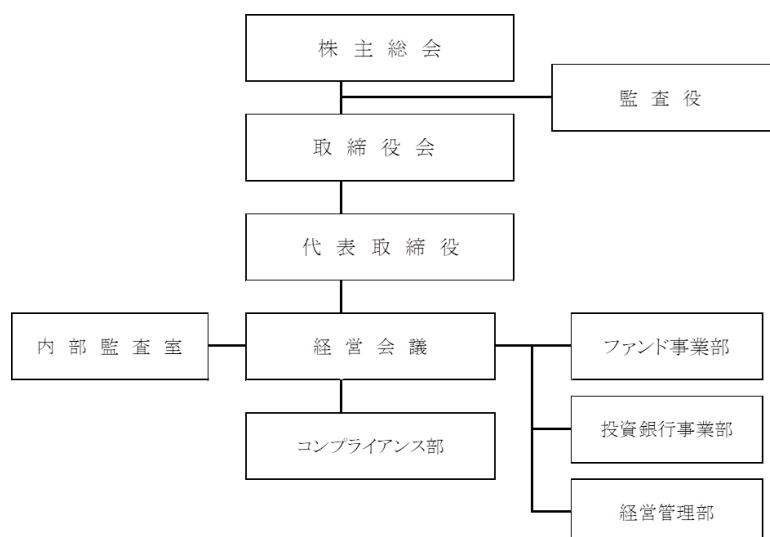 株主総会
監査役
取締役会
代表取締役
内部監査室
経営会議
ファンド事業部
コンプライアンス部
投資銀行事業部
経営管理部